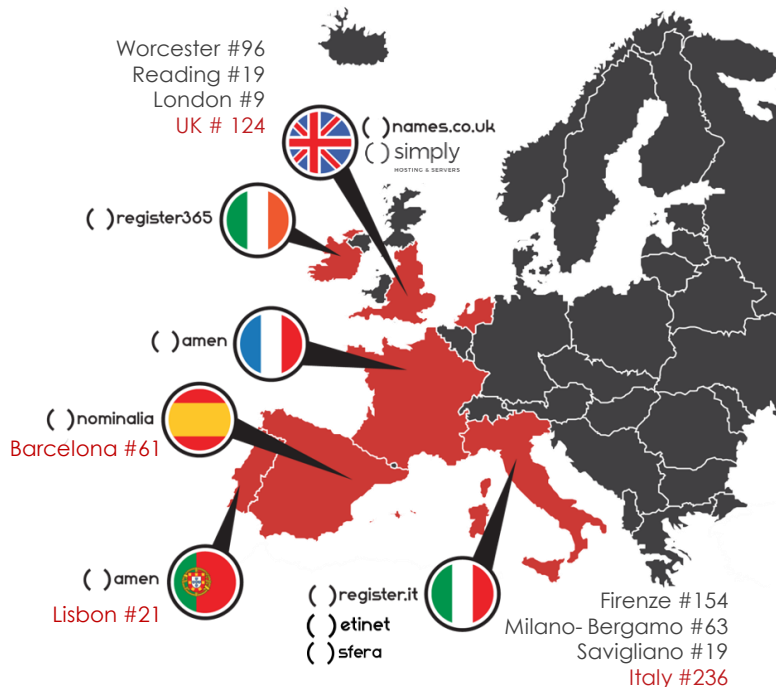 Worcester #96
Reading #19
London #9
UK # 124
( ) names.co.uk
( ) simply
HOSTING & SERVERS
( ) register365
( ) amen
( ) nominalia
Barcelona #61
( ) amen
Lisbon #21
( ) register.it
( ) etinet
( ) sfera
Firenze #154
Milano- Bergamo #63
Savigliano #19
Italy #236